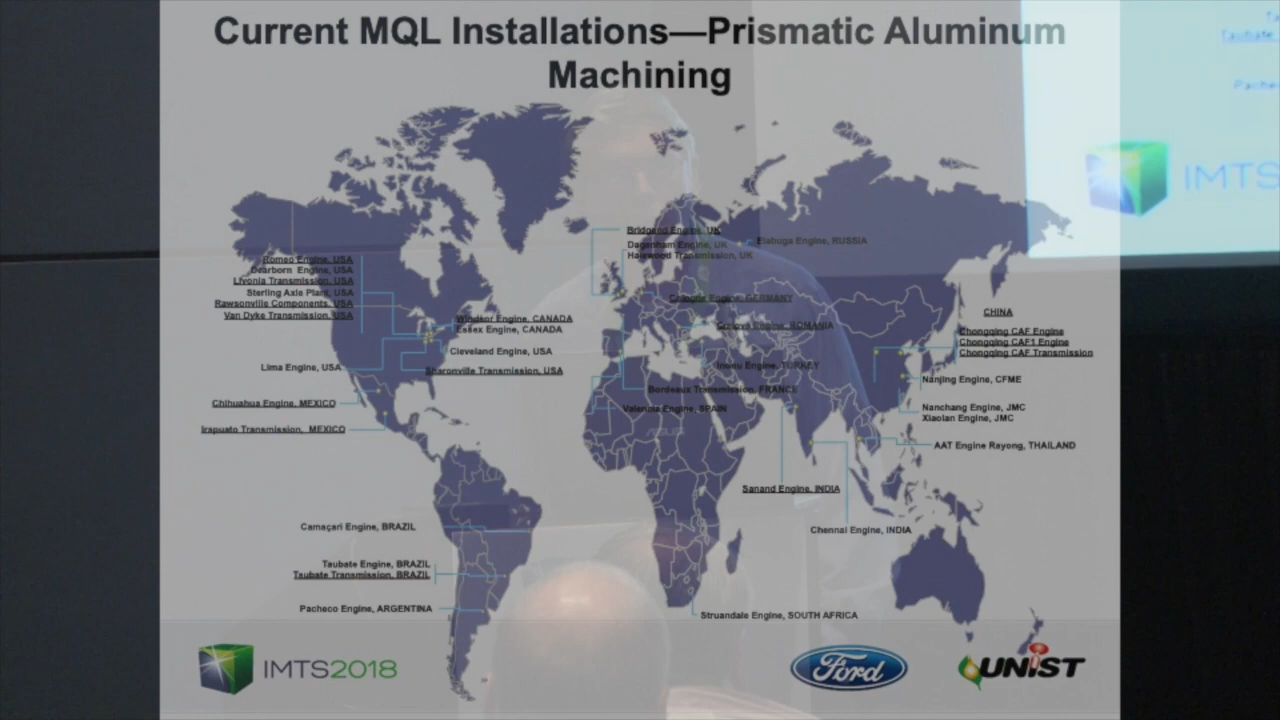 Current MQL Installations—Prismatic Aluminum
Machining
Romeo Engine, USA
Dearborn Engine, USA
Livonia Transmission, USA
Sterling Axle Plant, USA
Rawsonville Components, USA
Van Dyke Transmission, USA
Windsor Engine, CANADA
Essex Engine, CANADA
Cleveland Engine, USA
Lima Engine, USA
Sharonville Transmission, USA
Chihuahua Engine, MEXICO
Irapuato Transmission, MEXICO
Camaçari Engine, BRAZIL
Taubate Engine, BRAZIL
Taubate Transmission, BRAZIL
Pacheco Engine, ARGENTINA
Bridgend Engine, UK
Dagenham Engine, UK
Halewood Transmission, UK
Elabuga Engine, RUSSIA
Cologne Engine, GERMANY
Craiova Engine, ROMANIA
Inonu Engine, TURKEY
Bordeaux Transmission, FRANCE
Valencia Engine, SPAIN
CHINA
Chongqing CAF Engine
Chongqing CAF1 Engine
Chongqing CAF Transmission
Nanjing Engine, CFME
Nanchang Engine, JMC
Xiaolan Engine, JMC
AAT Engine Rayong, THAILAND
Sanand Engine, INDIA
Chennai Engine, INDIA
Struandale Engine, SOUTH AFRICA
IMTS2018
Ford
UNIST
Taubate
Pache
IMTS